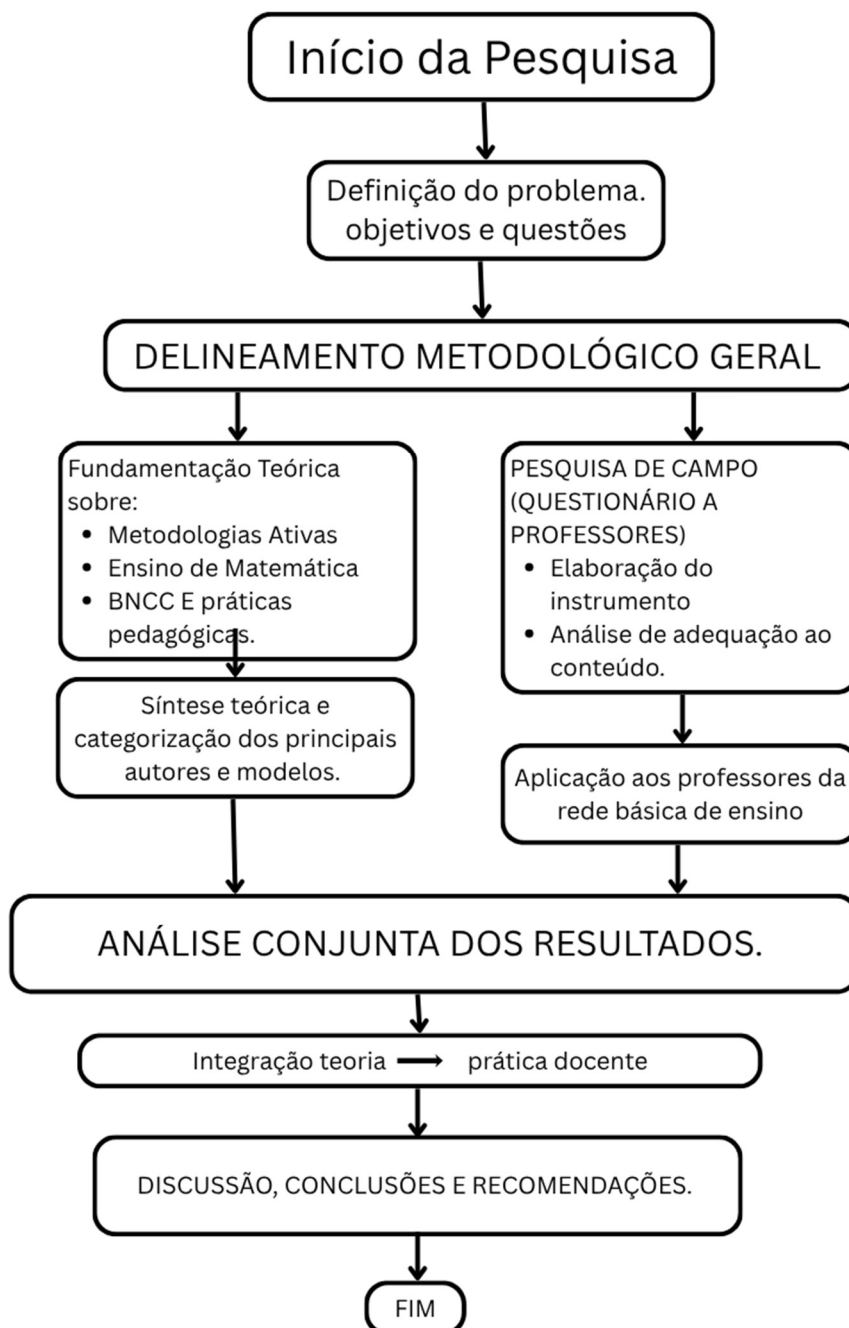 Início da Pesquisa
Definição do problema.
objetivos e questões
DELINEAMENTO METODOLÓGICO GERAL
Fundamentação Teórica
sobre:
• Metodologias Ativas
• Ensino de Matemática
• BNCC E práticas
pedagógicas.
Síntese teórica e
categorização dos principais
autores e modelos.
PESQUISA DE CAMPO
(QUESTIONÁRIO A
PROFESSORES)
• Elaboração do
instrumento
• Análise de adequação ao
conteúdo.
Aplicação aos professores da
rede básica de ensino
ANÁLISE CONJUNTA DOS RESULTADOS.
Integração teoria → prática docente
DISCUSSÃO, CONCLUSÕES E RECOMENDAÇÕES.
FIM